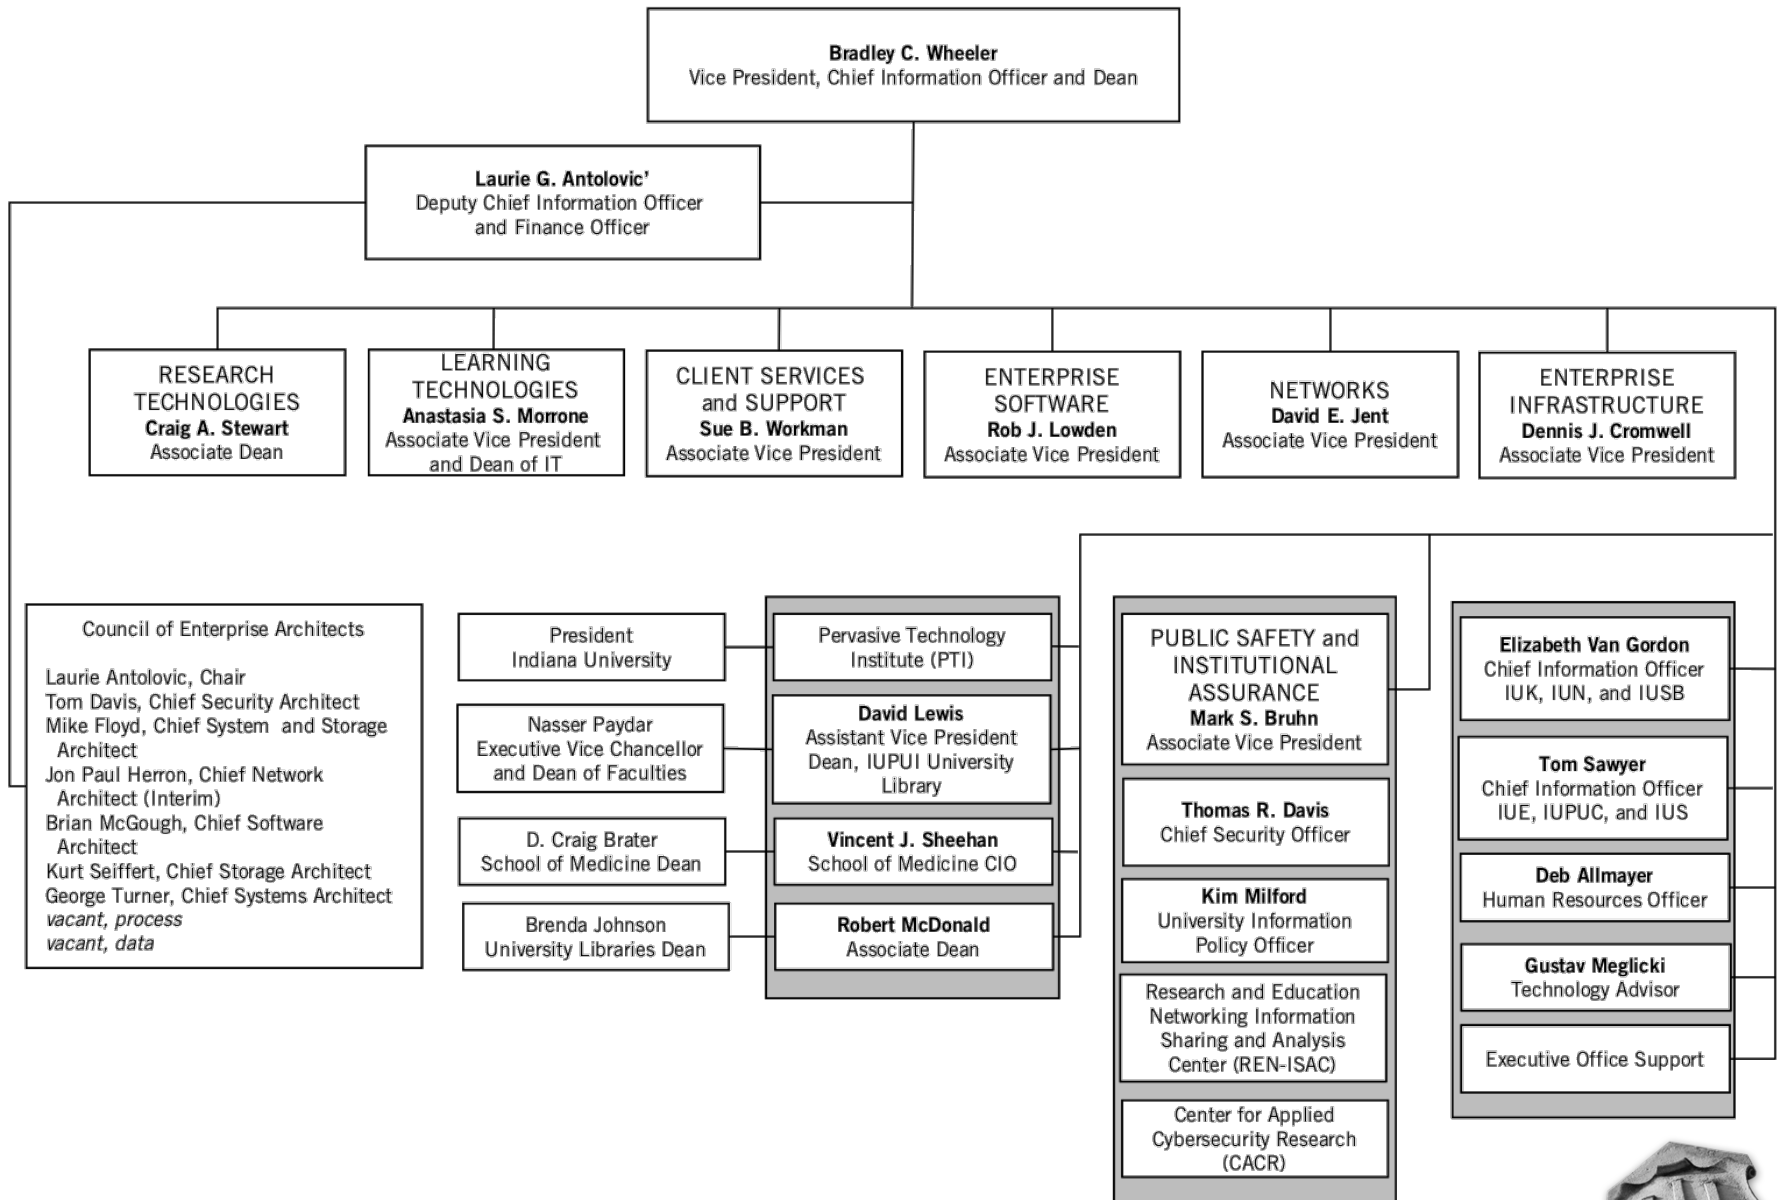 Bradley C. Wheeler
Vice President, Chief Information Officer and Dean
Laurie G. Antolovic’
Deputy Chief Information Officer
and Finance Officer
RESEARCH
TECHNOLOGIES
Craig A. Stewart
Associate Dean
LEARNING
TECHNOLOGIES
Anastasia S. Morrone
Associate Vice President
and Dean of IT
CLIENT SERVICES
and SUPPORT
Sue B. Workman
Associate Vice President
ENTERPRISE
SOFTWARE
Rob J. Lowden
Associate Vice President
NETWORKS
David E. Jent
Associate Vice President
ENTERPRISE
INFRASTRUCTURE
Dennis J. Cromwell
Associate Vice President
Council of Enterprise Architects
Laurie Antolovic, Chair
Tom Davis, Chief Security Architect
Mike Floyd, Chief System and Storage
Architect
Jon Paul Herron, Chief Network
Architect (Interim)
Brian McGough, Chief Software
Architect
Kurt Seiffert, Chief Storage Architect
George Turner, Chief Systems Architect
vacant, process
vacant, data
President
Indiana University
Nasser Paydar
Executive Vice Chancellor
and Dean of Faculties
D. Craig Brater
School of Medicine Dean
Brenda Johnson
University Libraries Dean
Pervasive Technology
Institute (PTI)
David Lewis
Assistant Vice President
Dean, IUPUI University
Library
Vincent J. Sheehan
School of Medicine CIO
Robert McDonald
Associate Dean
PUBLIC SAFETY and
INSTITUTIONAL
ASSURANCE
Mark S. Bruhn
Associate Vice President
Thomas R. Davis
Chief Security Officer
Kim Milford
University Information
Policy Officer
Research and Education
Networking Information
Sharing and Analysis
Center (REN-ISAC)
Center for Applied
Cybersecurity Research
(CACR)
Elizabeth Van Gordon
Chief Information Officer
IUK, IUN, and IUSB
Tom Sawyer
Chief Information Officer
IUE, IUPUC, and IUS
Deb Allmayer
Human Resources Officer
Gustav Meglicki
Technology Advisor
Executive Office Support